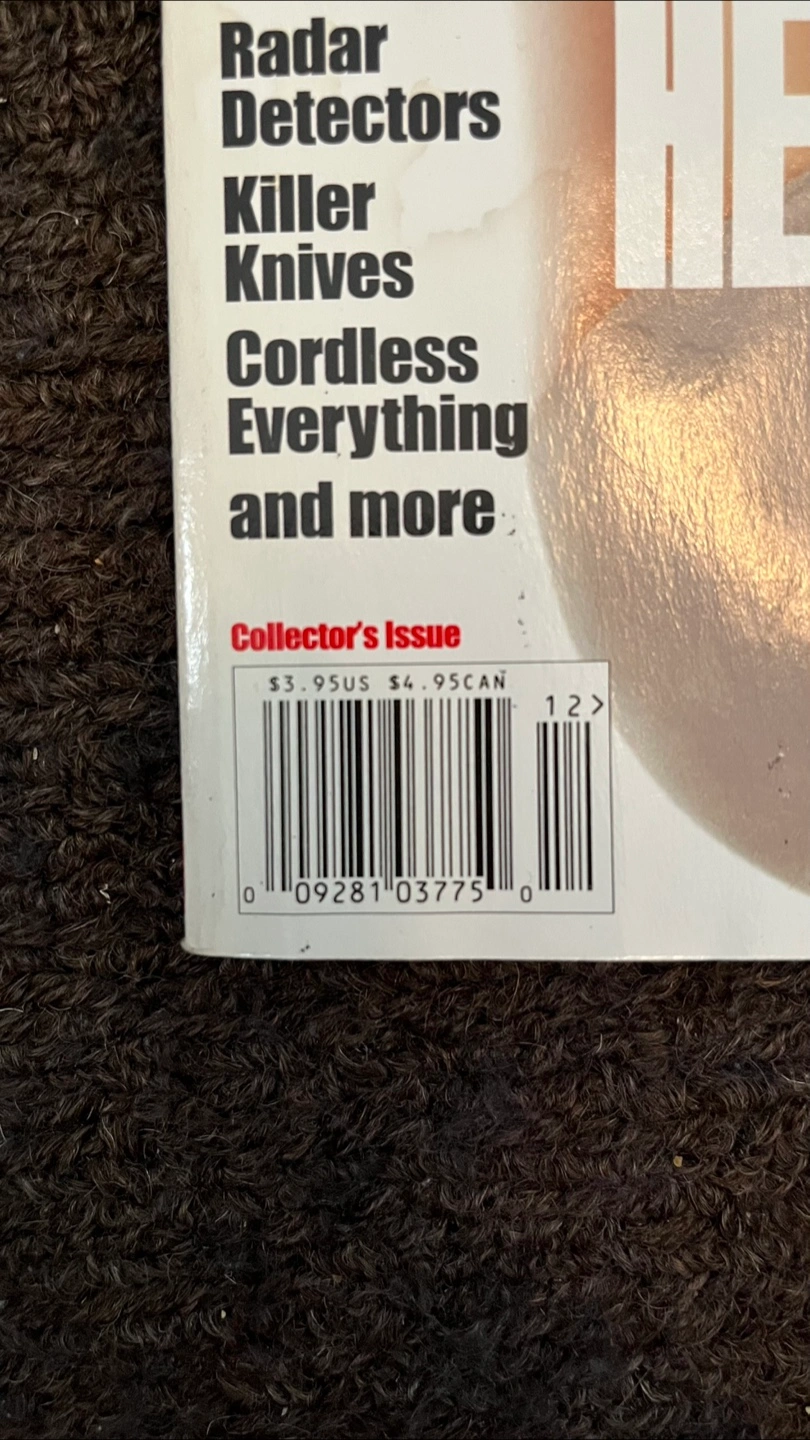 Radar
Detectors
Killer
Knives
Cordless
Everything
and more
HE
Collector's Issue
$3.95US $4.95CAN
12>
0 09281 03775 0